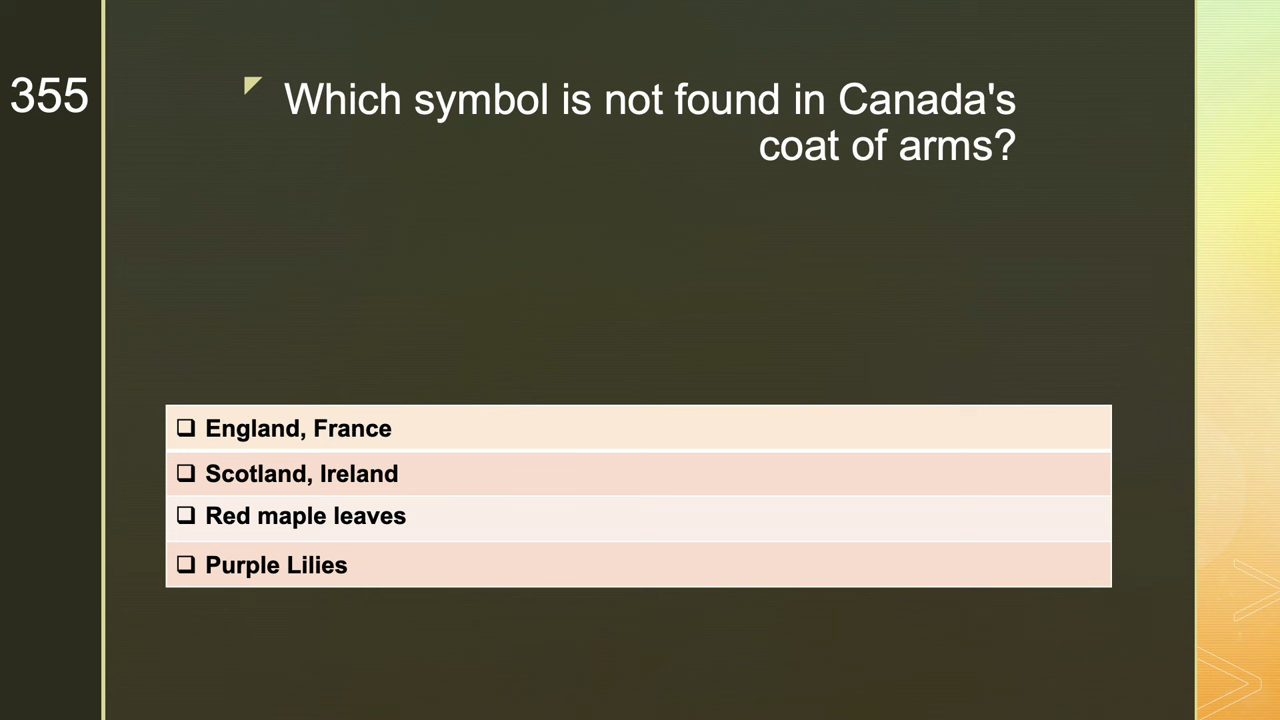 355
Which symbol is not found in Canada's
coat of arms?
❑ England, France
❑ Scotland, Ireland
❑ Red maple leaves
❑ Purple Lilies